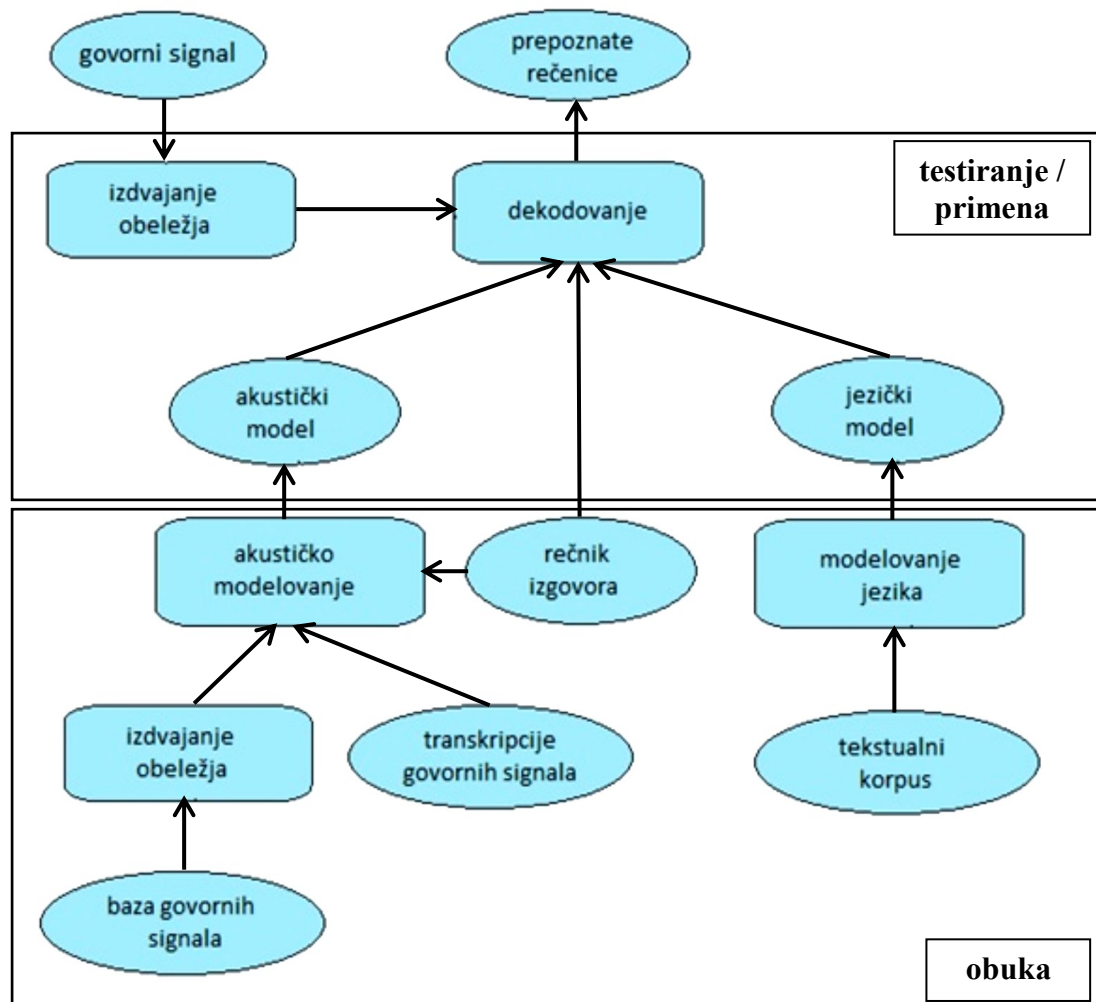 govorni signal
prepoznate
rečenice
testiranje /
primena
izdvajanje
obeležja
dekodovanje
akustički
model
jezički
model
akustičko
modelovanje
rečnik
izgovora
modelovanje
jezika
izdvajanje
obeležja
transkripcije
govornih signala
tekstualni
korpus
baza govornih
signala
obuka